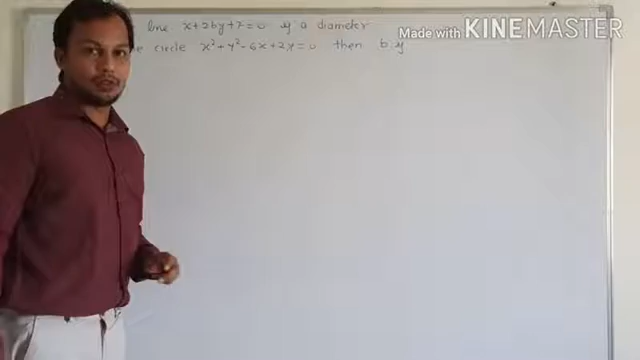 line x+2by+7=0 is a diameter
Made with KINEMASTER
circle x²+y²-6x+2y=0 then b is